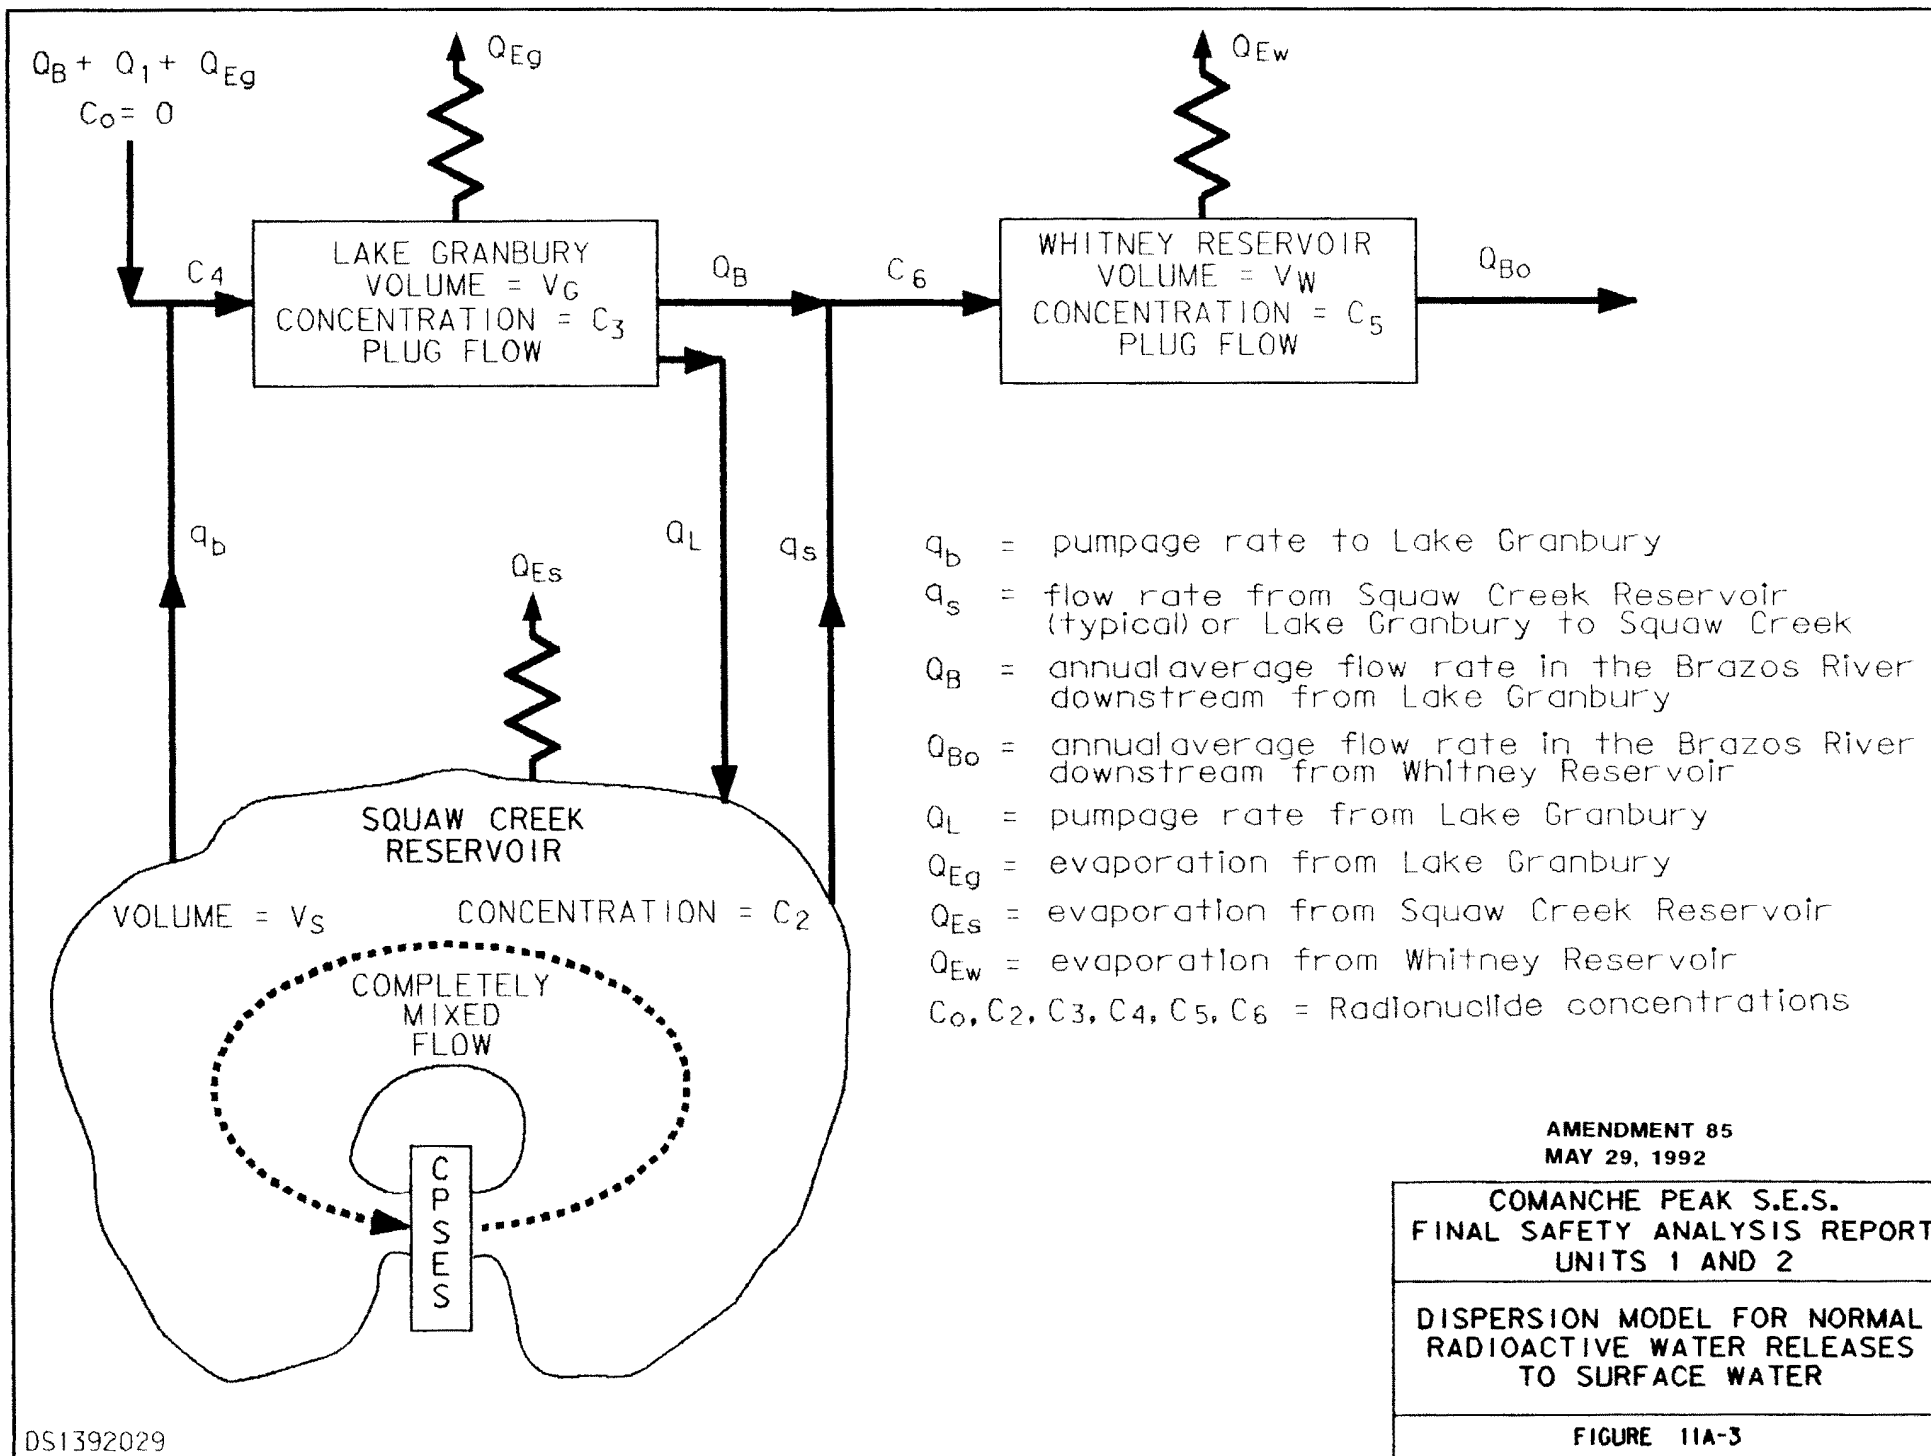 Q_B + Q_1 + Q_Eg
C_o = 0
Q_Eg
Q_Ew
C_4
LAKE GRANBURY
VOLUME = V_G
CONCENTRATION = C_3
PLUG FLOW
Q_B
C_6
WHITNEY RESERVOIR
VOLUME = V_W
CONCENTRATION = C_5
PLUG FLOW
Q_Bo
q_b
Q_L
q_s
Q_Es
SQUAW CREEK
RESERVOIR
VOLUME = V_S
CONCENTRATION = C_2
COMPLETELY
MIXED
FLOW
CPSES
q_b = pumpage rate to Lake Granbury
q_s = flow rate from Squaw Creek Reservoir
(typical) or Lake Granbury to Squaw Creek
Q_B = annual average flow rate in the Brazos River
downstream from Lake Granbury
Q_Bo = annual average flow rate in the Brazos River
downstream from Whitney Reservoir
Q_L = pumpage rate from Lake Granbury
Q_Eg = evaporation from Lake Granbury
Q_Es = evaporation from Squaw Creek Reservoir
Q_Ew = evaporation from Whitney Reservoir
C_o, C_2, C_3, C_4, C_5, C_6 = Radionuclide concentrations
AMENDMENT 85
MAY 29, 1992
COMANCHE PEAK S.E.S.
FINAL SAFETY ANALYSIS REPORT
UNITS 1 AND 2
DISPERSION MODEL FOR NORMAL
RADIOACTIVE WATER RELEASES
TO SURFACE WATER
FIGURE 11A-3
DS1392029